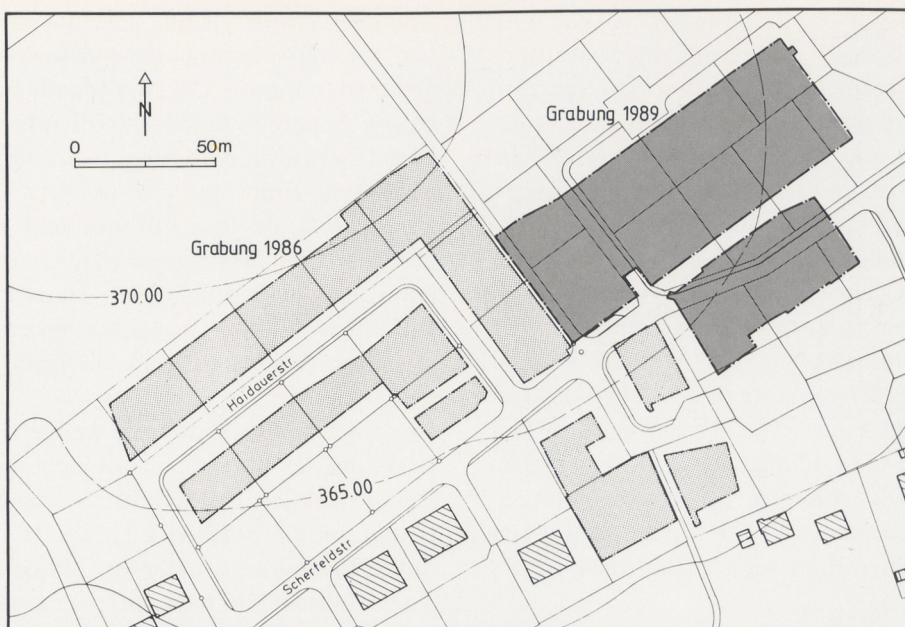 Grabung 1989
N
0 50m
Grabung 1986
370.00
Haidauerstr
365.00
Scherfeldstr